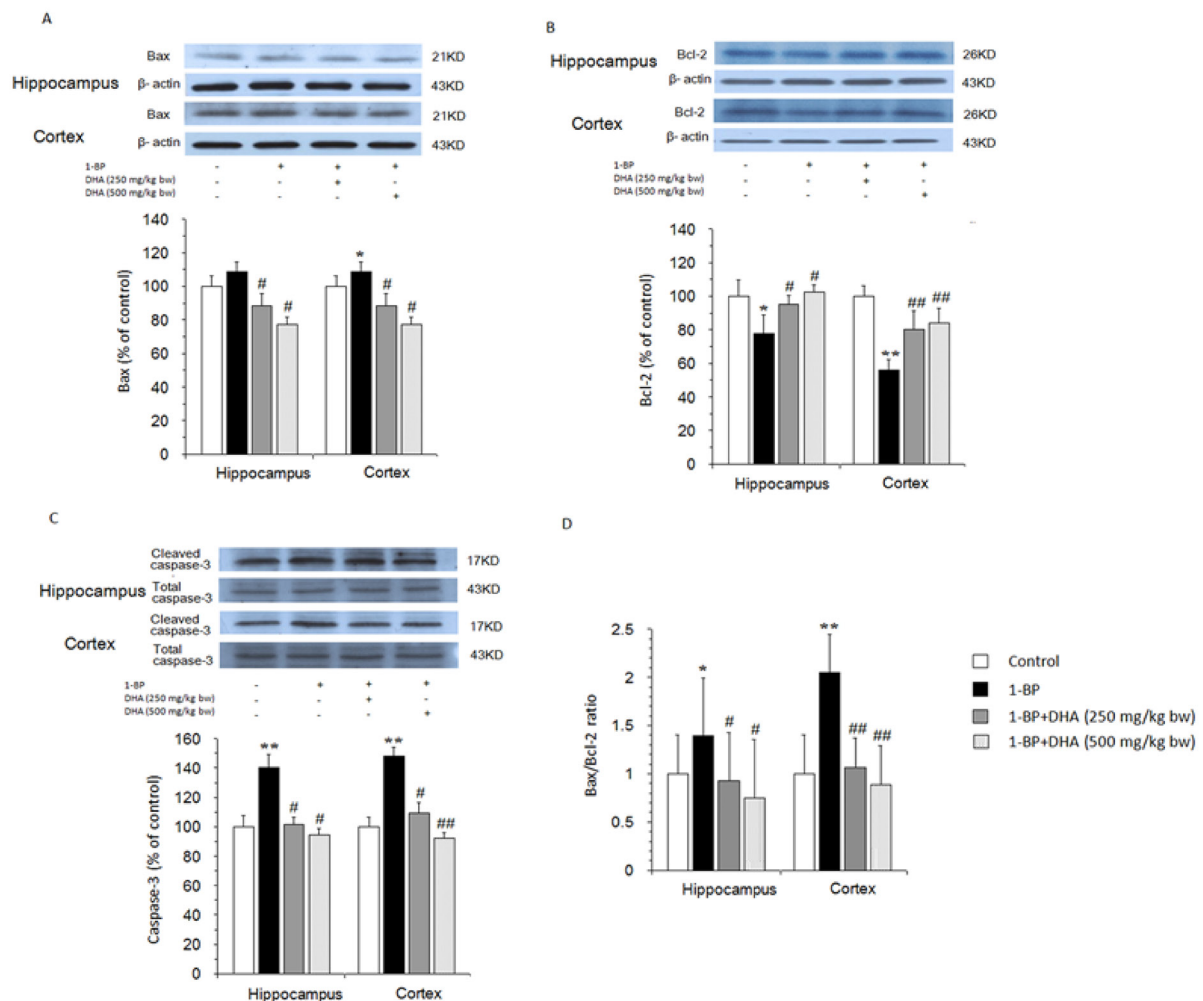 A
Bax 21KD
Hippocampus
β- actin 43KD
Bax 21KD
Cortex
β- actin 43KD
1-BP - + + +
DHA (250 mg/kg bw) - - + -
DHA (500 mg/kg bw) - - - +
140
120
100
80
60
40
20
0
Bax (% of control)
# # * # #
Hippocampus Cortex
B
Bcl-2 26KD
Hippocampus
β- actin 43KD
Bcl-2 26KD
Cortex
β- actin 43KD
1-BP - + + +
DHA (250 mg/kg bw) - - + -
DHA (500 mg/kg bw) - - - +
140
120
100
80
60
40
20
0
Bcl-2 (% of control)
* # # ** ## ##
Hippocampus Cortex
C
Cleaved
caspase-3 17KD
Hippocampus
Total
caspase-3 43KD
Cleaved
caspase-3 17KD
Cortex
Total
caspase-3 43KD
1-BP - + + +
DHA (250 mg/kg bw) - - + -
DHA (500 mg/kg bw) - - - +
160
140
120
100
80
60
40
20
0
Caspase-3 (% of control)
** # # ** # ##
Hippocampus Cortex
D
2.5
2
1.5
1
0.5
0
Bax/Bcl-2 ratio
* # # ** ## ##
Hippocampus Cortex
Control
1-BP
1-BP+DHA (250 mg/kg bw)
1-BP+DHA (500 mg/kg bw)